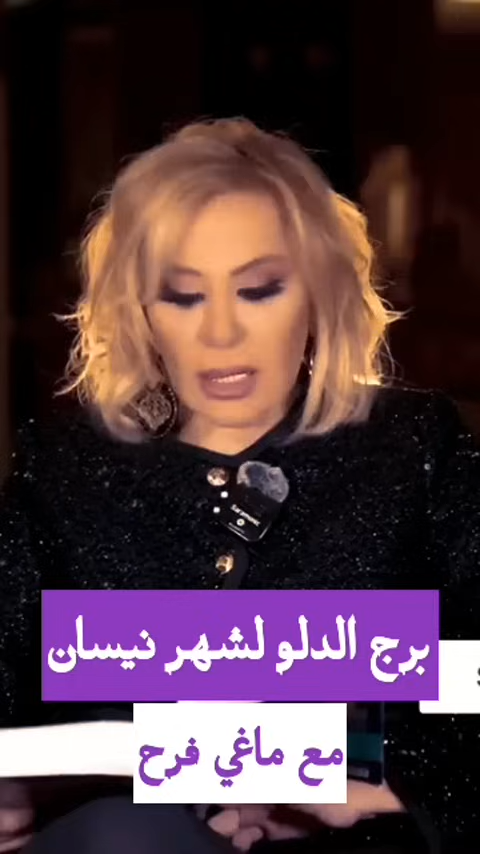 برج الدلو لشهر نيسان
مع ماغي فرح